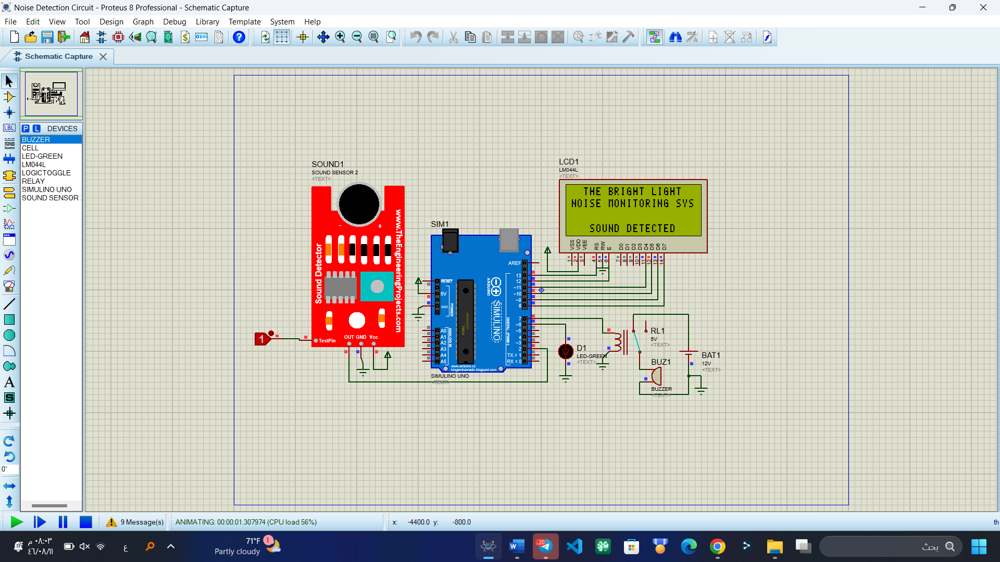 Noise Detection Circuit - Proteus 8 Professional - Schematic Capture
File Edit View Tool Design Graph Debug Library Template System Help
Schematic Capture
P L DEVICES
BUZZER
CELL
LED-GREEN
LM044L
LOGICTOGGLE
RELAY
SIMULINO UNO
SOUND SENSOR
LBL
A
S
0°
SOUND1
SOUND SENSOR 2
<TEXT>
- +
Sound Detector
www.TheEngineeringProjects.com
1
TestPin
OUT GND Vcc
SIM1
AREF
RESET
5V
GND
POWER
A0
A1
A2
A3
A4
A5
ANALOG IN
ARDUINO
SIMULINO
13
12
~11
~10
~9
8
7
~6
~5
4
~3
2
TX > 1
RX < 0
DIGITAL (PWM~)
www.arduino.cc
blogembarcado.blogspot.com
SIMULINO UNO
<TEXT>
LCD1
LM044L
<TEXT>
THE BRIGHT LIGHT
NOISE MONITORING SYS
SOUND DETECTED
VSS VDD VEE RS RW E D0 D1 D2 D3 D4 D5 D6 D7
1 2 3 4 5 6 7 8 9 10 11 12 13 14
D1
LED-GREEN
<TEXT>
RL1
5V
<TEXT>
BUZ1
BUZZER
<TEXT>
BAT1
12V
<TEXT>
9 Message(s)
ANIMATING: 00:00:01.307974 (CPU load 56%)
x: -4400.0 y: -800.0
th
٠٨:٠٣ م
٤٦/٠٨/١١
ع
71°F
Partly cloudy
1
..20
بحث